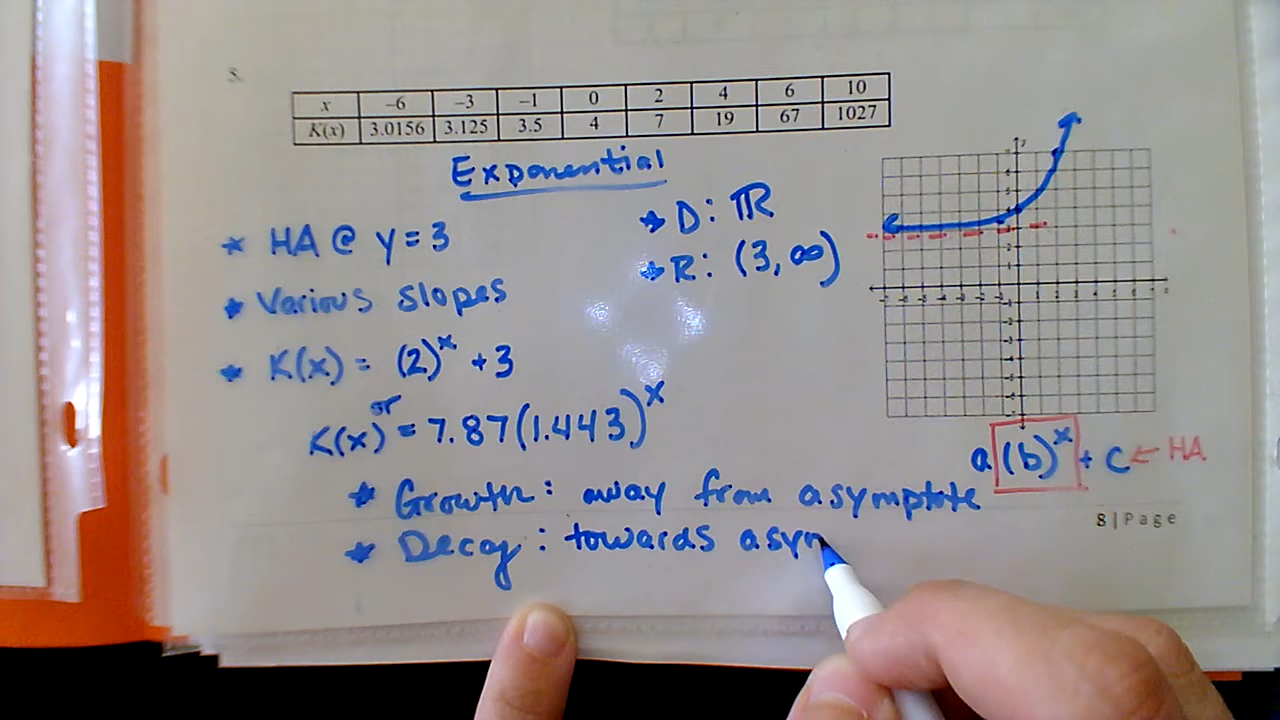 5.
x –6 –3 –1 0 2 4 6 10
K(x) 3.0156 3.125 3.5 4 7 19 67 1027
Exponential
* HA @ y = 3
* Various slopes
* K(x) = (2)^x + 3
or
K(x) = 7.87(1.443)^x
* D: ℝ
* R: (3, ∞)
y
a(b)^x + c ← HA
* Growth: away from asymptote
* Decay: towards asym
8 | Page